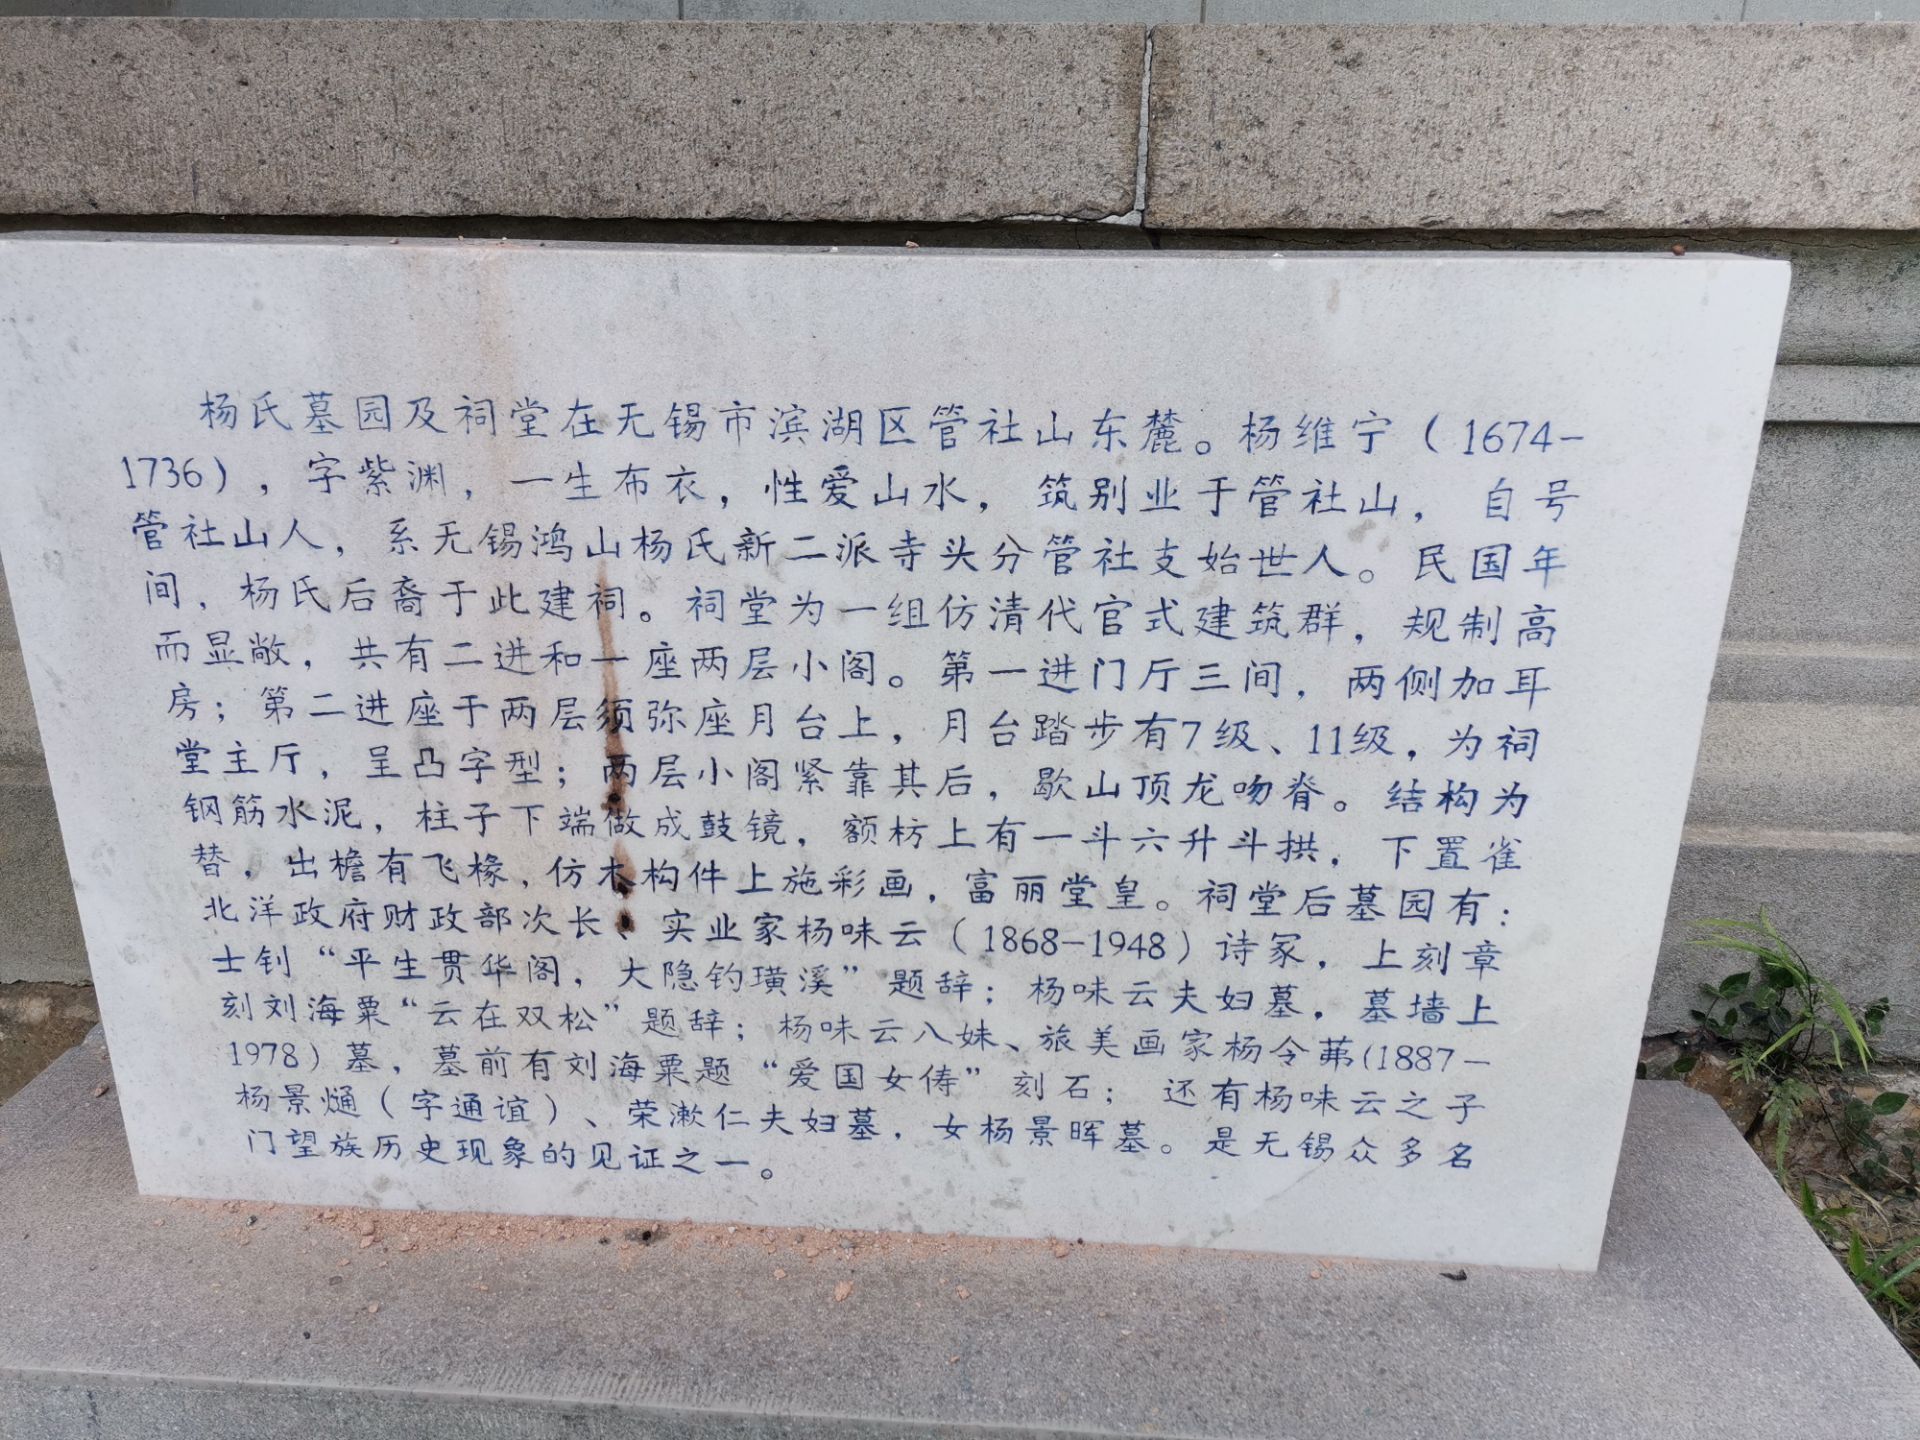 杨氏墓园及祠堂在无锡市滨湖区管社山东麓。杨维宁（1674-
1736），字紫渊，一生布衣，性爱山水，筑别业于管社山，自号
管社山人，系无锡鸿山杨氏新二派寺头分管社支始世人。民国年
间，杨氏后裔于此建祠。祠堂为一组仿清代官式建筑群，规制高
而显敞，共有二进和一座两层小阁。第一进门厅三间，两侧加耳
房；第二进座于两层须弥座月台上，月台踏步有7级、11级，为祠
堂主厅，呈凸字型；两层小阁紧靠其后，歇山顶龙吻脊。结构为
钢筋水泥，柱子下端做成鼓镜，额枋上有一斗六升斗拱，下置雀
替，出檐有飞椽，仿木构件上施彩画，富丽堂皇。祠堂后墓园有：
北洋政府财政部次长、实业家杨味云（1868-1948）诗冢，上刻章
士钊“平生贯华阁，大隐钓璜溪”题辞；杨味云夫妇墓，墓墙上
刻刘海粟“云在双松”题辞；杨味云八妹、旅美画家杨令茀(1887-
1978）墓，墓前有刘海粟题“爱国女俦”刻石；还有杨味云之子
杨景熥（字通谊）、荣漱仁夫妇墓，女杨景晖墓。是无锡众多名
门望族历史现象的见证之一。